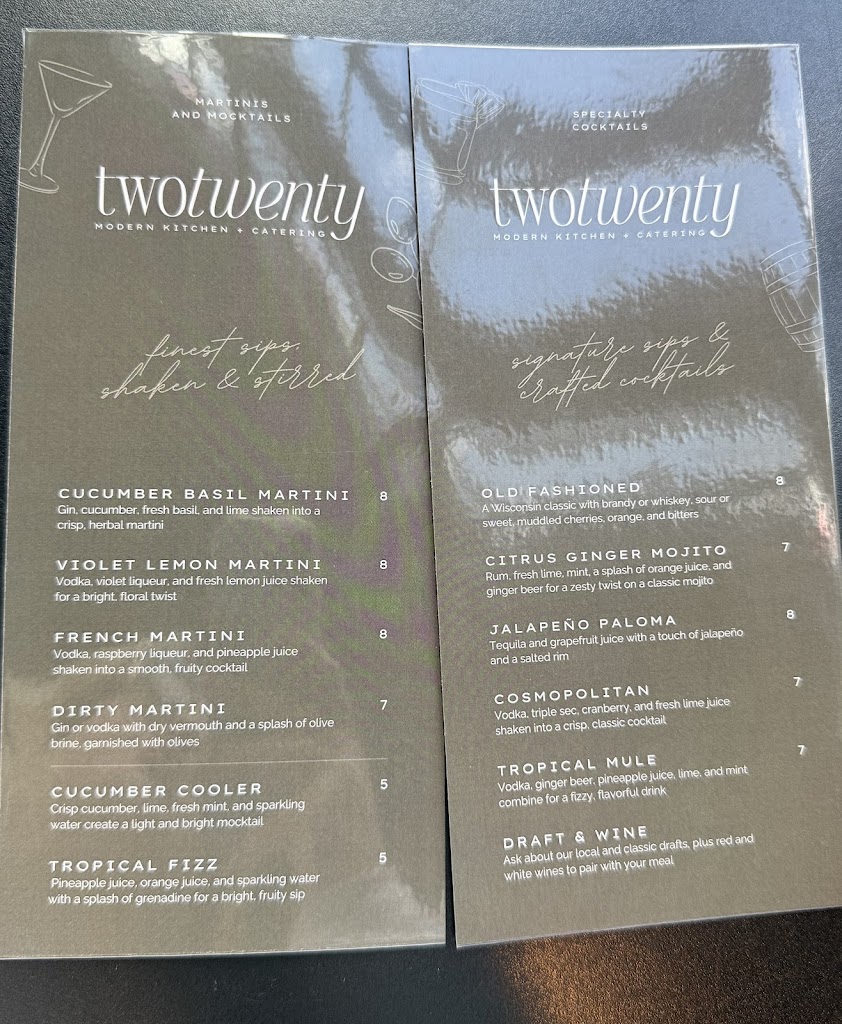 MARTINIS
AND MOCKTAILS
twotwenty
MODERN KITCHEN + CATERING
finest sips,
shaken & stirred
CUCUMBER BASIL MARTINI 8
Gin, cucumber, fresh basil, and lime shaken into a
crisp, herbal martini
VIOLET LEMON MARTINI 8
Vodka, violet liqueur, and fresh lemon juice shaken
for a bright, floral twist
FRENCH MARTINI 8
Vodka, raspberry liqueur, and pineapple juice
shaken into a smooth, fruity cocktail
DIRTY MARTINI 7
Gin or vodka with dry vermouth and a splash of olive
brine, garnished with olives
CUCUMBER COOLER 5
Crisp cucumber, lime, fresh mint, and sparkling
water create a light and bright mocktail
TROPICAL FIZZ 5
Pineapple juice, orange juice, and sparkling water
with a splash of grenadine for a bright, fruity sip
SPECIALTY
COCKTAILS
twotwenty
MODERN KITCHEN + CATERING
signature sips &
crafted cocktails
OLD FASHIONED 8
A Wisconsin classic with brandy or whiskey, sour or
sweet, muddled cherries, orange, and bitters
CITRUS GINGER MOJITO 7
Rum, fresh lime, mint, a splash of orange juice, and
ginger beer for a zesty twist on a classic mojito
JALAPEÑO PALOMA 8
Tequila and grapefruit juice with a touch of jalapeño
and a salted rim
COSMOPOLITAN 7
Vodka, triple sec, cranberry, and fresh lime juice
shaken into a crisp, classic cocktail
TROPICAL MULE 7
Vodka, ginger beer, pineapple juice, lime, and mint
combine for a fizzy, flavorful drink
DRAFT & WINE
Ask about our local and classic drafts, plus red and
white wines to pair with your meal